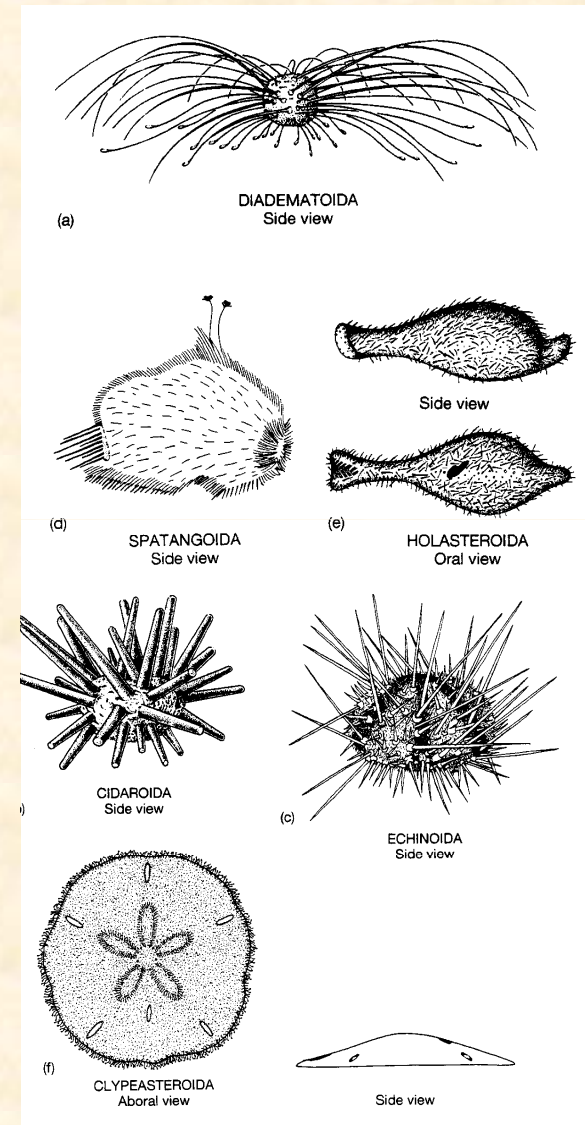 (a)
DIADEMATOIDA
Side view
Side view
(d)
SPATANGOIDA
Side view
(e)
HOLASTEROIDA
Oral view
)
CIDAROIDA
Side view
(c)
ECHINOIDA
Side view
(f)
CLYPEASTEROIDA
Aboral view
Side view